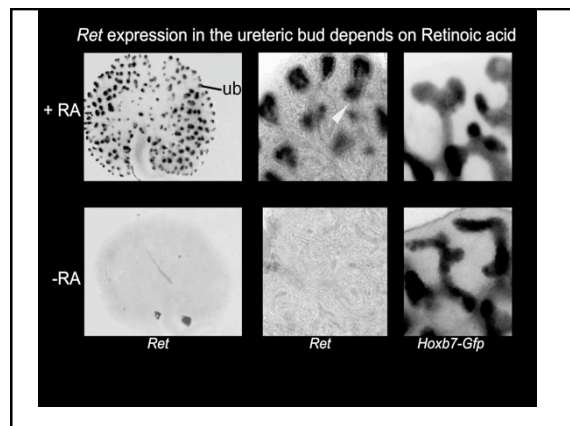 Ret expression in the ureteric bud depends on Retinoic acid
ub
+ RA
-RA
Ret
Ret
Hoxb7-Gfp